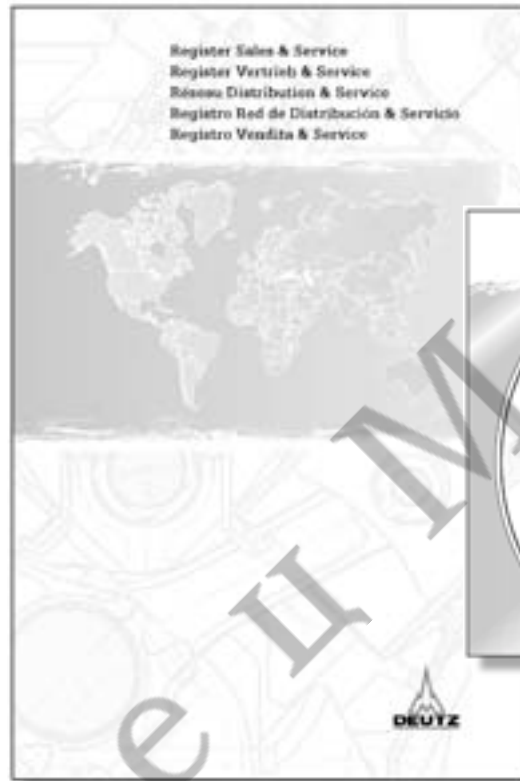 Register Sales & Service
Register Vertrieb & Service
Réseau Distribution & Service
Registro Red de Distribución & Servicio
Registro Vendita & Service
DEUTZ
е ц М